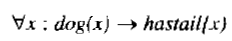 ∀x : dog(x) → hastail(x)